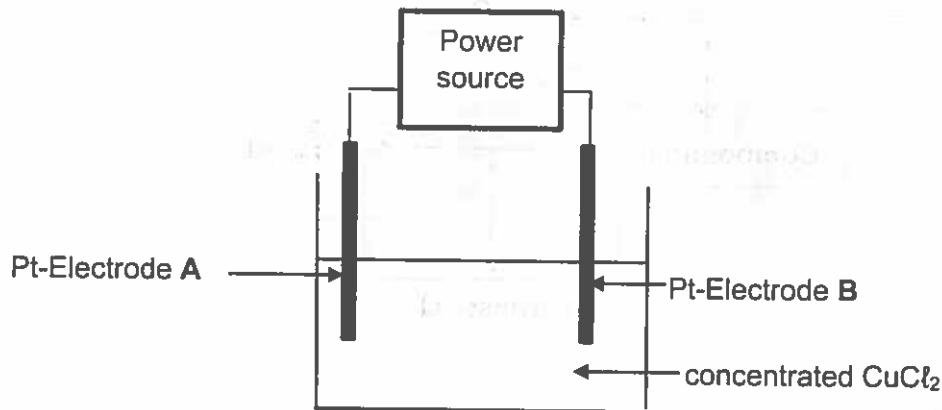 Power
source
Pt-Electrode A
Pt-Electrode B
concentrated CuCℓ₂